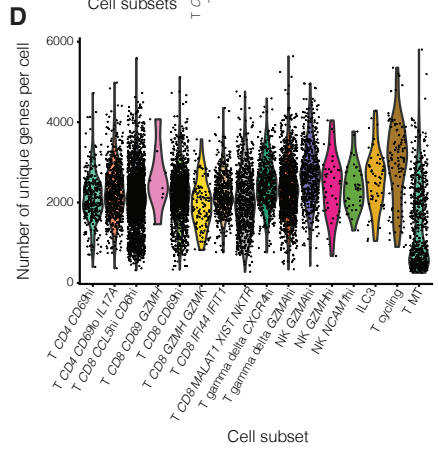 Cell subsets
T C
D
Number of unique genes per cell
6000
4000
2000
0
T CD4 CD69hi
T CD4 CD69lo IL17A
T CD8 CCL5hi CD6hi
T CD8 CD69 GZMH
T CD8 CD69hi
T CD8 GZMH GZMK
T CD8 IFI44 IFIT1
T CD8 MALAT1 XIST NKTR
T gamma delta CXCR4hi
T gamma delta GZMAhi
NK GZMAhi
NK GZMHhi
NK NCAM1hi
ILC3
T cycling
T MT
Cell subset